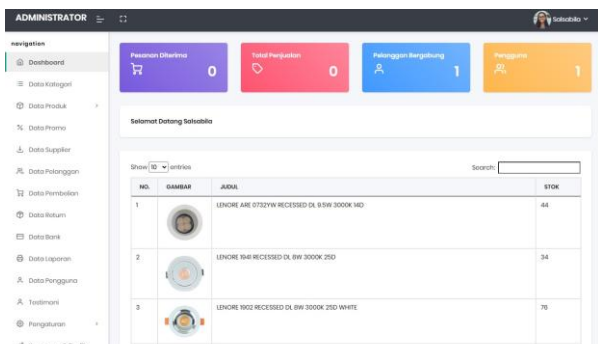 ADMINISTRATOR
Salsabila
navigation
Dashboard
Data Kategori
Data Produk
Data Promo
Data Supplier
Data Pelanggan
Data Pembelian
Data Return
Data Bank
Data Laporan
Data Pengguna
Testimoni
Pengaturan
Pesanan Diterima
0
Total Penjualan
0
Pelanggan Bergabung
1
Pengguna
1
Selamat Datang Salsabila
Show 10 entries
Search:
NO. GAMBAR JUDUL STOK
1 LENORE ARE 0732YW RECESSED DL 9.5W 3000K 14D 44
2 LENORE 1941 RECESSED DL 8W 3000K 25D 34
3 LENORE 1902 RECESSED DL 8W 3000K 25D WHITE 76